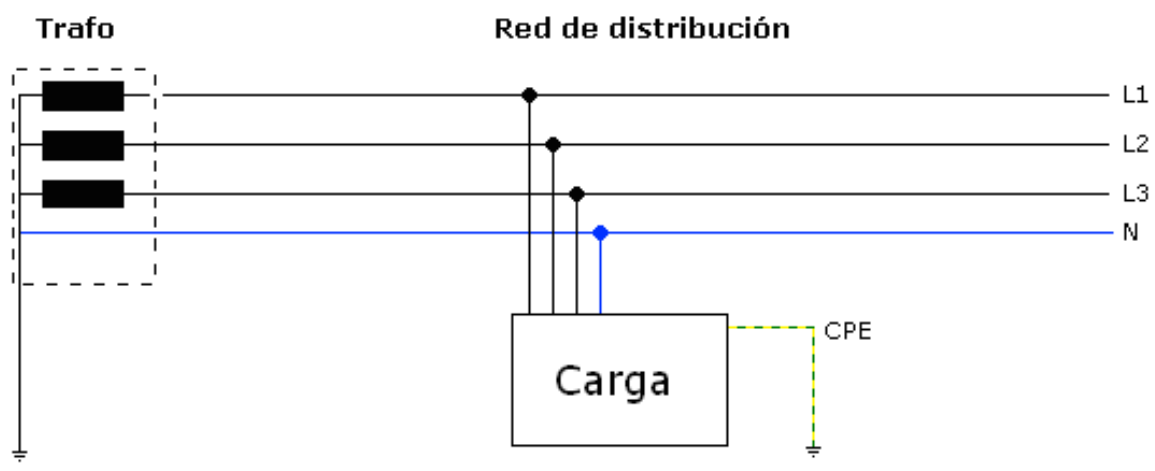 Trafo
Red de distribución
L1
L2
L3
N
CPE
Carga